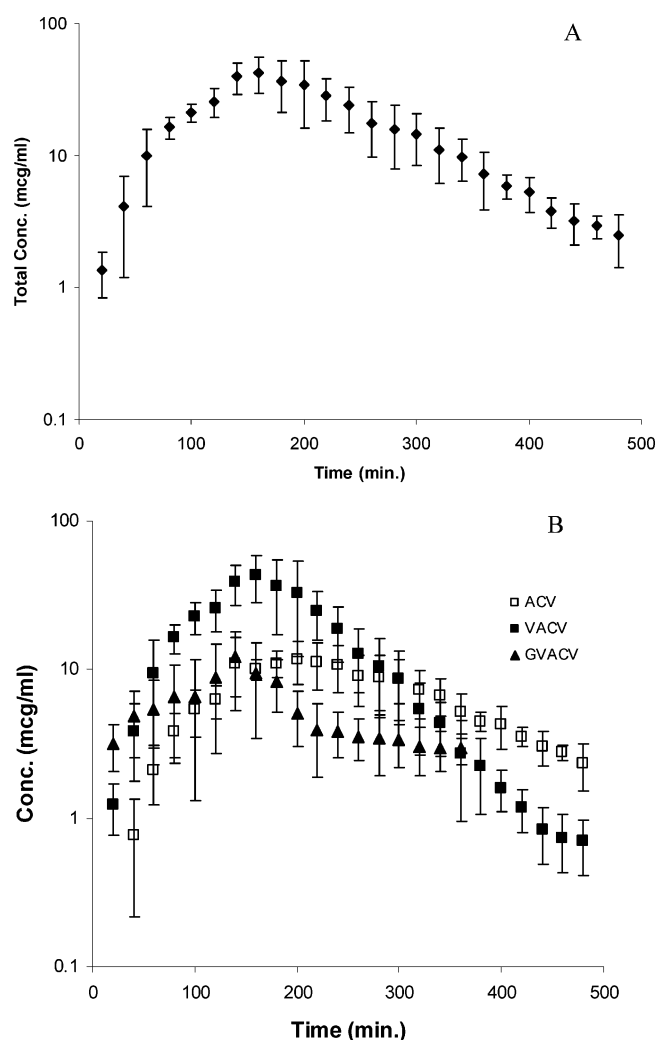 A
100
10
1
0.1
Total Conc. (mcg/ml)
0 100 200 300 400 500
Time (min.)
B
100
10
1
0.1
Conc. (mcg/ml)
ACV
VACV
GVACV
0 100 200 300 400 500
Time (min.)